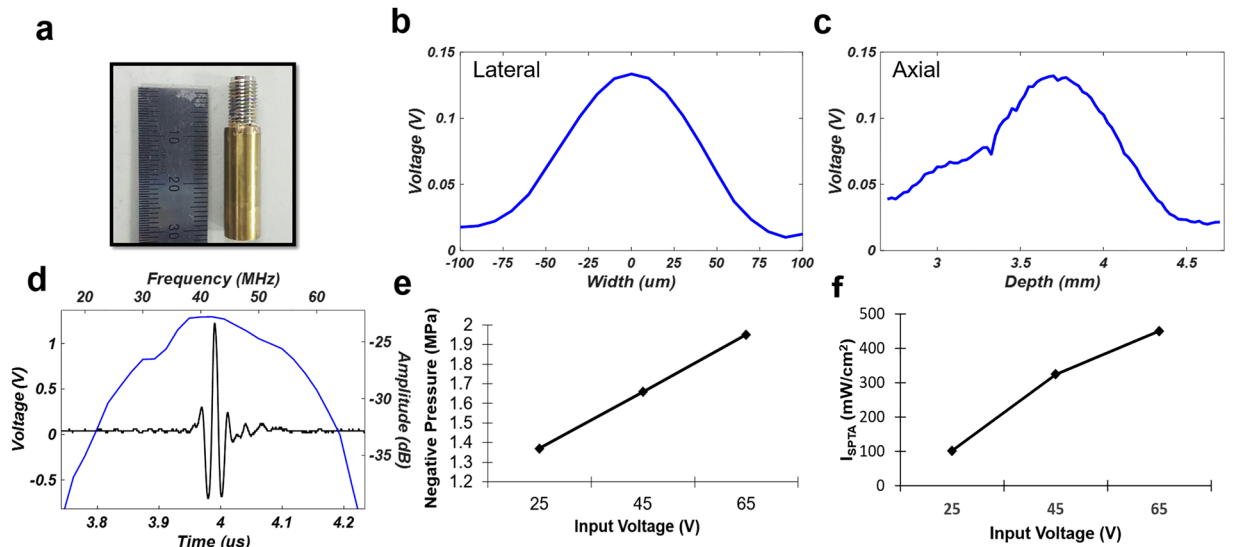 a
10
20
30
b
Lateral
0.15
0.1
0.05
0
Voltage (V)
-100 -75 -50 -25 0 25 50 75 100
Width (um)
c
Axial
0.15
0.1
0.05
0
Voltage (V)
3 3.5 4 4.5
Depth (mm)
d
Frequency (MHz)
20 30 40 50 60
1
0.5
0
-0.5
Voltage (V)
-25
-30
-35
Amplitude (dB)
3.8 3.9 4 4.1 4.2
Time (us)
e
Negative Pressure (MPa)
2
1.9
1.8
1.7
1.6
1.5
1.4
1.3
1.2
25 45 65
Input Voltage (V)
f
I_SPTA (mW/cm²)
500
400
300
200
100
0
25 45 65
Input Voltage (V)